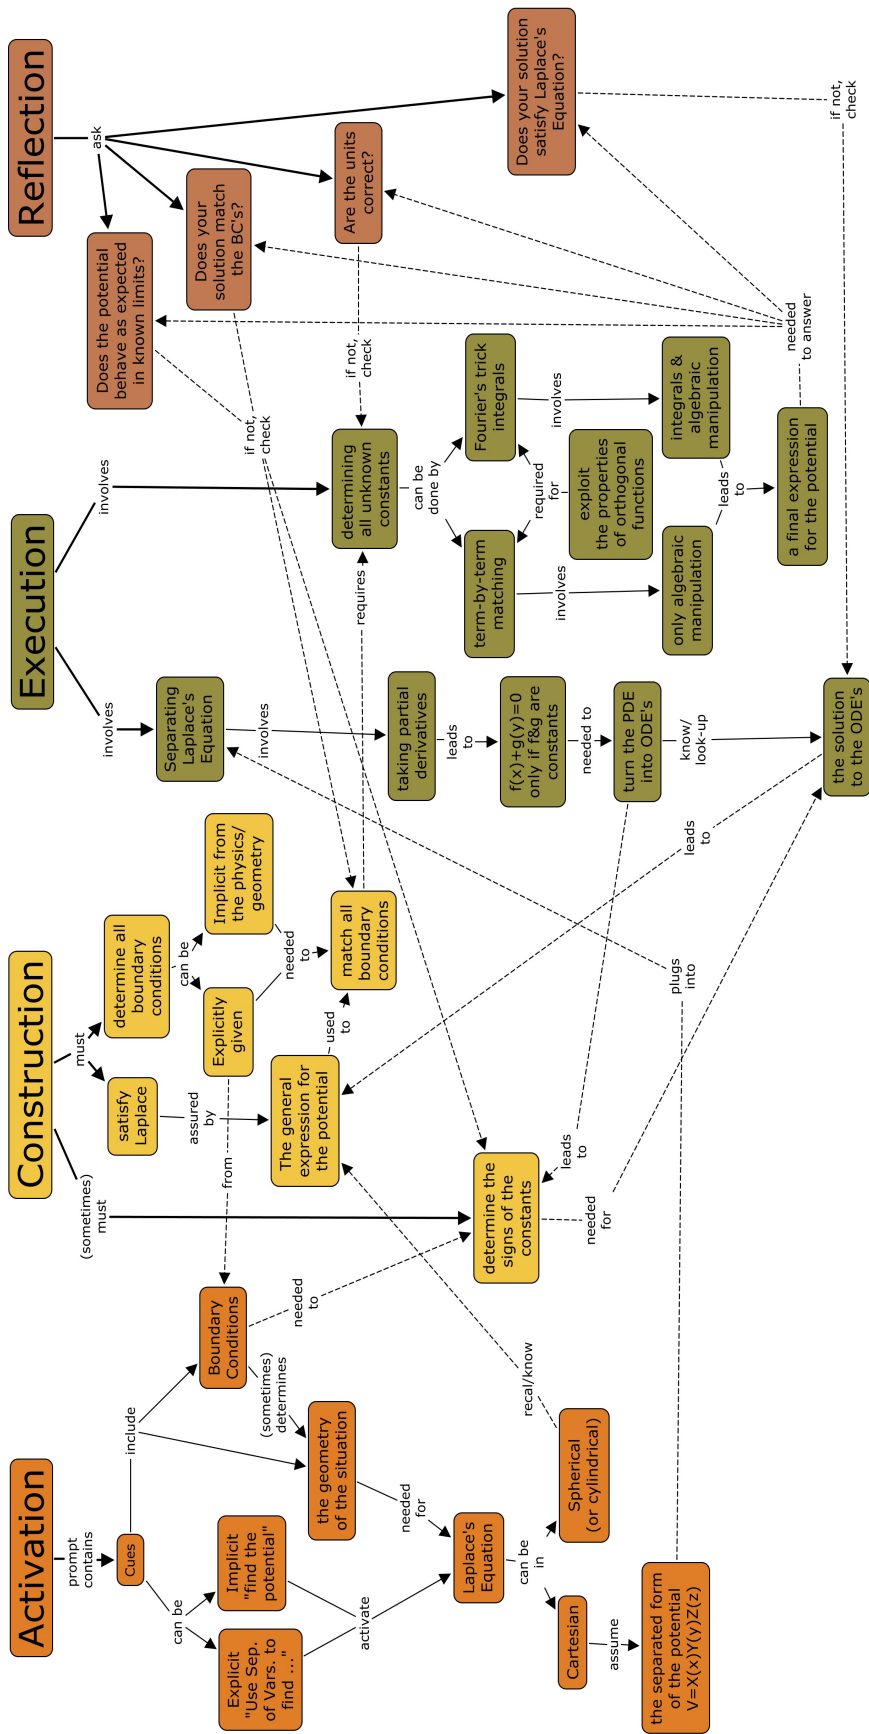 Activation
prompt
contains
Cues
include
can be
Explicit
"Use Sep.
of Vars. to
find ..."
Implicit
"find the
potential"
activate
the geometry
of the situation
needed
for
Boundary
Conditions
(sometimes)
determines
needed
to
Laplace's
Equation
can be
in
Cartesian
Spherical
(or cylindrical)
assume
the separated form
of the potential
V=X(x)Y(y)Z(z)
recal/know
plugs
into
Construction
(sometimes)
must
must
satisfy
Laplace
determine all
boundary
conditions
can be
Explicitly
given
Implicit from
the physics/
geometry
from
assured
by
needed
to
The general
expression for
the potential
used
to
match all
boundary
conditions
requires
determine the
signs of the
constants
needed
for
leads
to
leads
to
Execution
involves
involves
Separating
Laplace's
Equation
involves
taking partial
derivatives
leads
to
f(x)+g(y)=0
only if f&g are
constants
needed to
turn the PDE
into ODE's
know/
look-up
the solution
to the ODE's
determining
all unknown
constants
can be
done by
term-by-term
matching
Fourier's trick
integrals
required
for
exploit
the properties
of orthogonal
functions
involves
involves
only algebraic
manipulation
integrals &
algebraic
manipulation
leads
to
a final expression
for the potential
needed
to answer
Reflection
ask
Does the potential
behave as expected
in known limits?
Does your
solution match
the BC's?
Are the units
correct?
Does your solution
satisfy Laplace's
Equation?
if not,
check
if not,
check
if not,
check